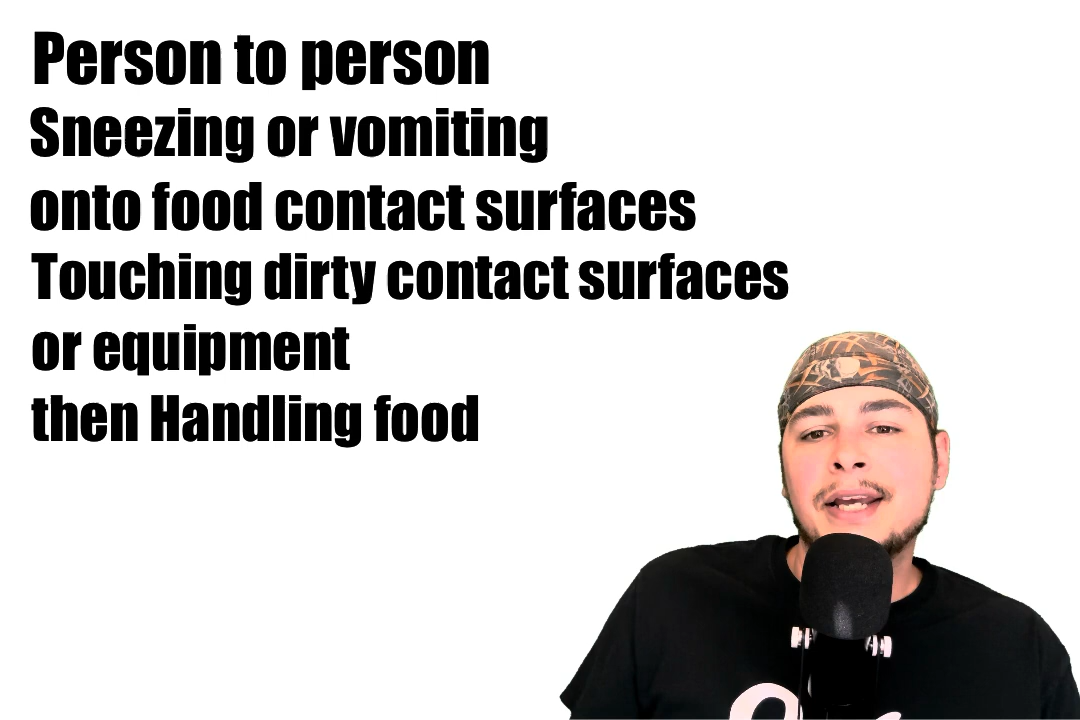 Person to person
Sneezing or vomiting
onto food contact surfaces
Touching dirty contact surfaces
or equipment
then Handling food